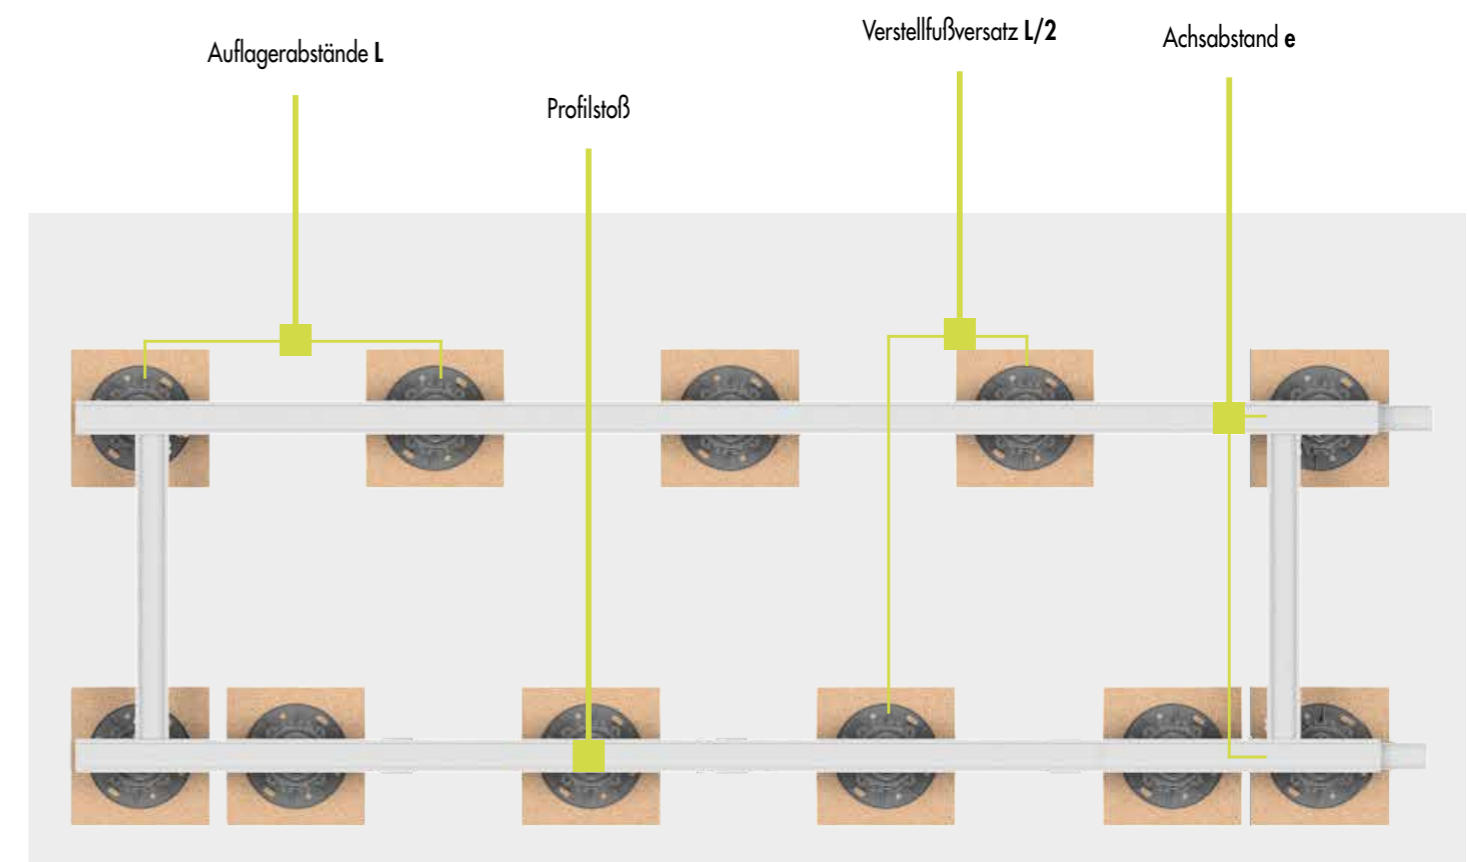 Auflagerabstände L
Profilstoß
Verstellfußversatz L/2
Achsabstand e